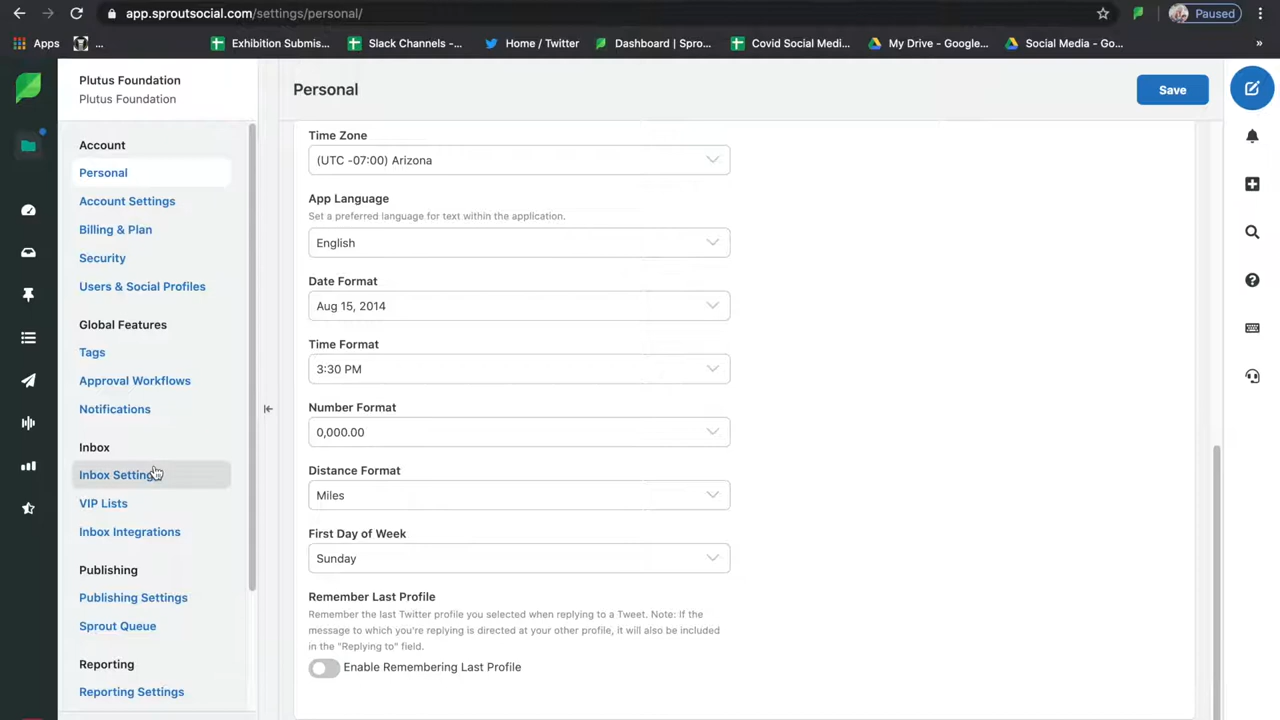 app.sproutsocial.com/settings/personal/
Paused
Apps
Exhibition Submis...
Slack Channels -...
Home / Twitter
Dashboard | Spro...
Covid Social Medi...
My Drive - Google...
Social Media - Go...
»
Plutus Foundation
Plutus Foundation
Account
Personal
Account Settings
Billing & Plan
Security
Users & Social Profiles
Global Features
Tags
Approval Workflows
Notifications
Inbox
Inbox Settings
VIP Lists
Inbox Integrations
Publishing
Publishing Settings
Sprout Queue
Reporting
Reporting Settings
Personal
Save
Time Zone
(UTC -07:00) Arizona
App Language
Set a preferred language for text within the application.
English
Date Format
Aug 15, 2014
Time Format
3:30 PM
Number Format
0,000.00
Distance Format
Miles
First Day of Week
Sunday
Remember Last Profile
Remember the last Twitter profile you selected when replying to a Tweet. Note: If the
message to which you're replying is directed at your other profile, it will also be included
in the "Replying to" field.
Enable Remembering Last Profile